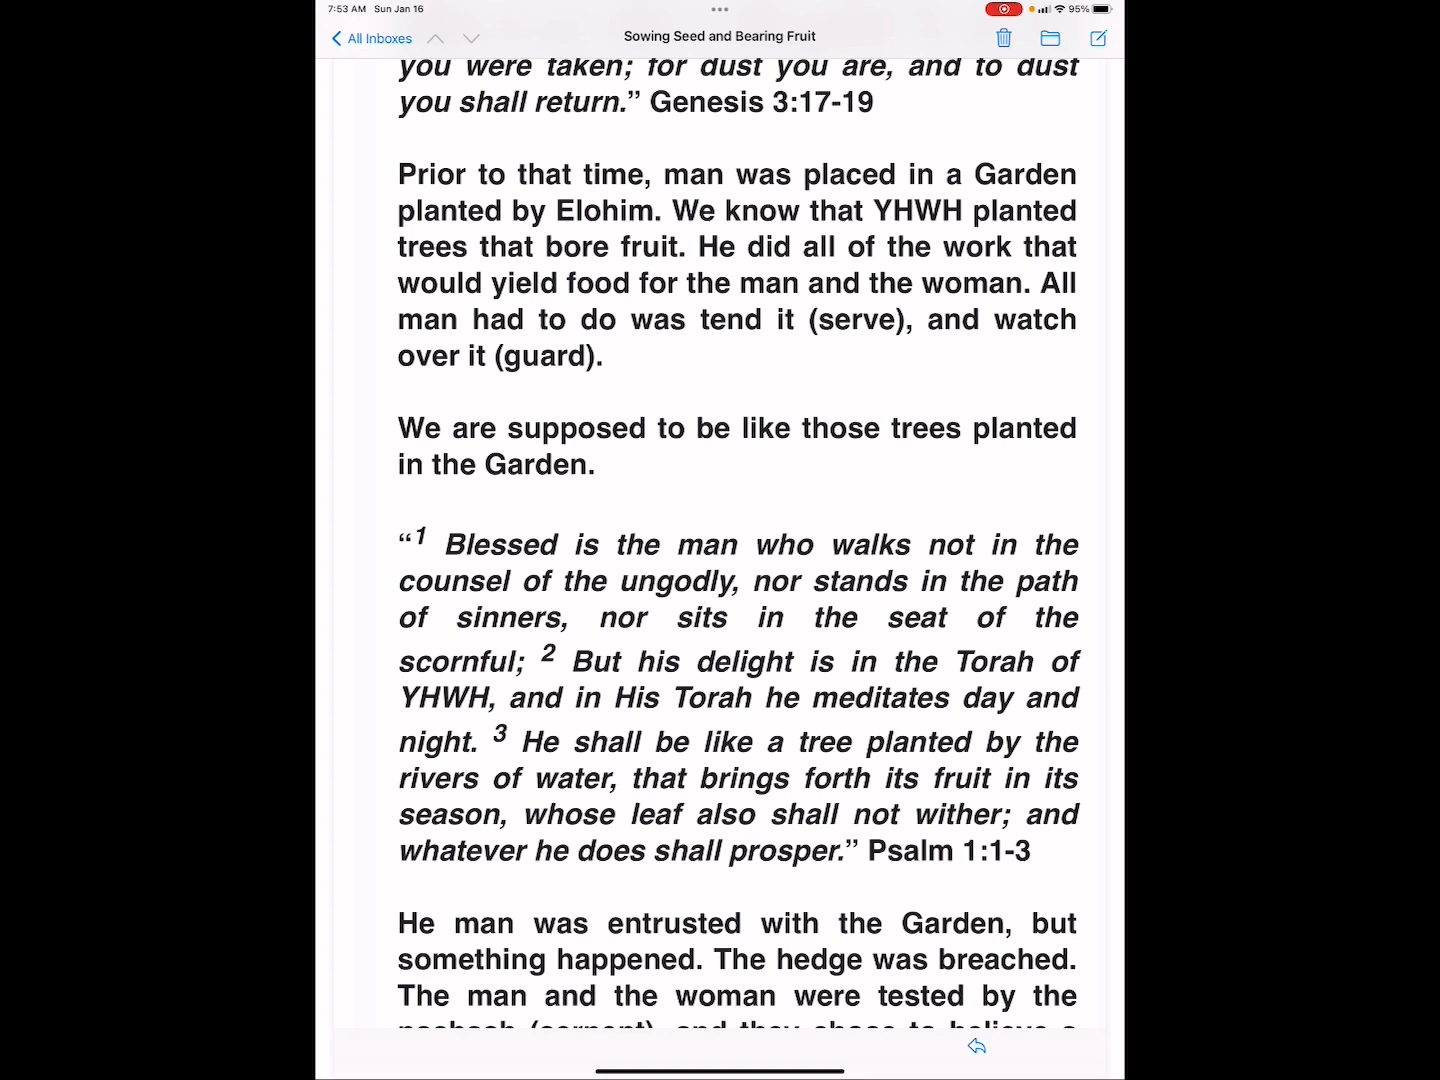 7:53 AM Sun Jan 16
95%
All Inboxes
Sowing Seed and Bearing Fruit
you were taken; for dust you are, and to dust
you shall return.” Genesis 3:17-19
Prior to that time, man was placed in a Garden
planted by Elohim. We know that YHWH planted
trees that bore fruit. He did all of the work that
would yield food for the man and the woman. All
man had to do was tend it (serve), and watch
over it (guard).
We are supposed to be like those trees planted
in the Garden.
“1 Blessed is the man who walks not in the
counsel of the ungodly, nor stands in the path
of sinners, nor sits in the seat of the
scornful; 2 But his delight is in the Torah of
YHWH, and in His Torah he meditates day and
night. 3 He shall be like a tree planted by the
rivers of water, that brings forth its fruit in its
season, whose leaf also shall not wither; and
whatever he does shall prosper.” Psalm 1:1-3
He man was entrusted with the Garden, but
something happened. The hedge was breached.
The man and the woman were tested by the
(serpent), and they chose to believe a